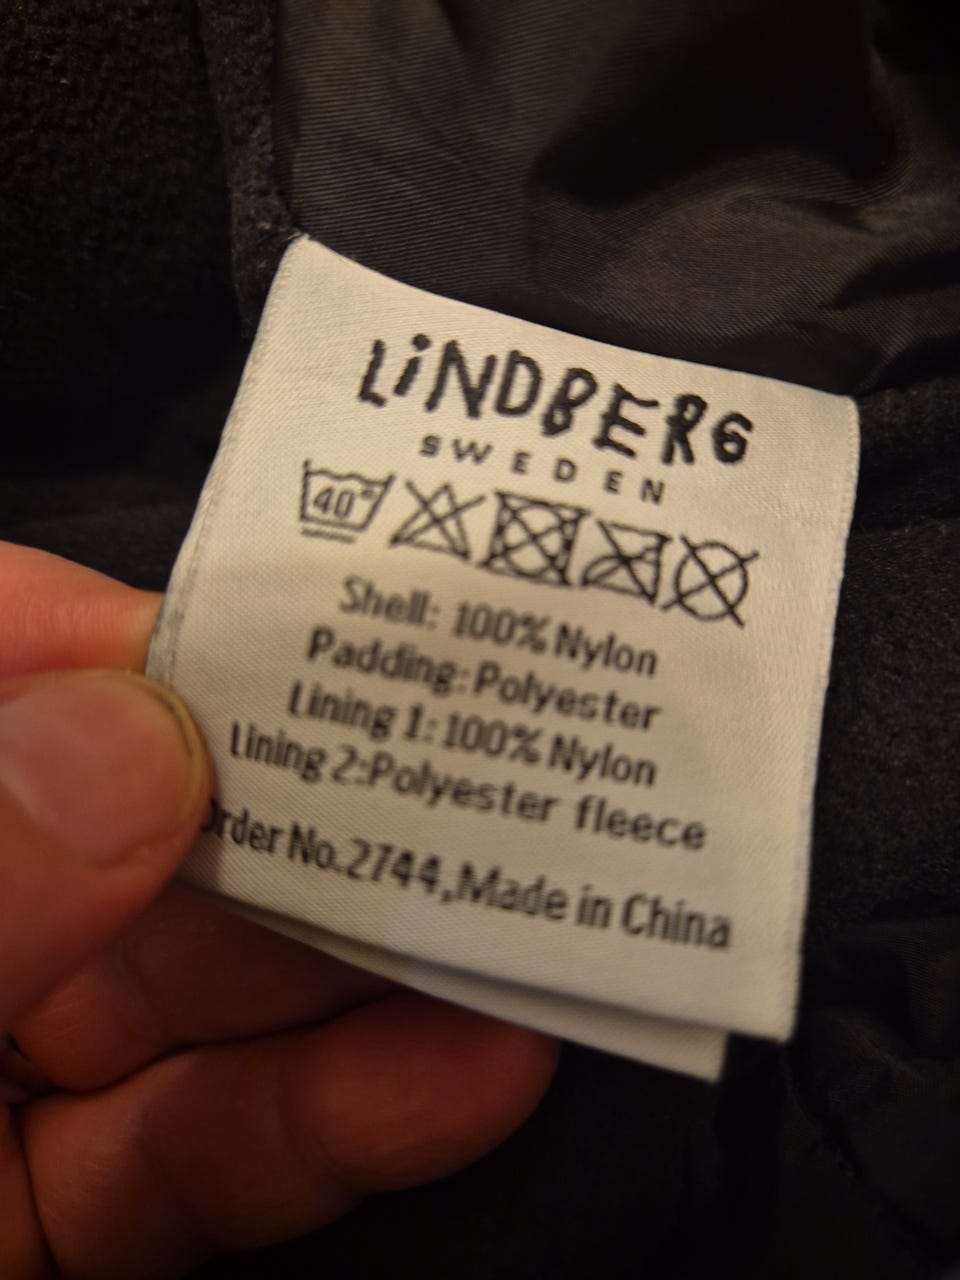 LiNDBERG
SWEDEN
40°
Shell: 100% Nylon
Padding: Polyester
Lining 1: 100% Nylon
Lining 2:Polyester fleece
Order No.2744,Made in China